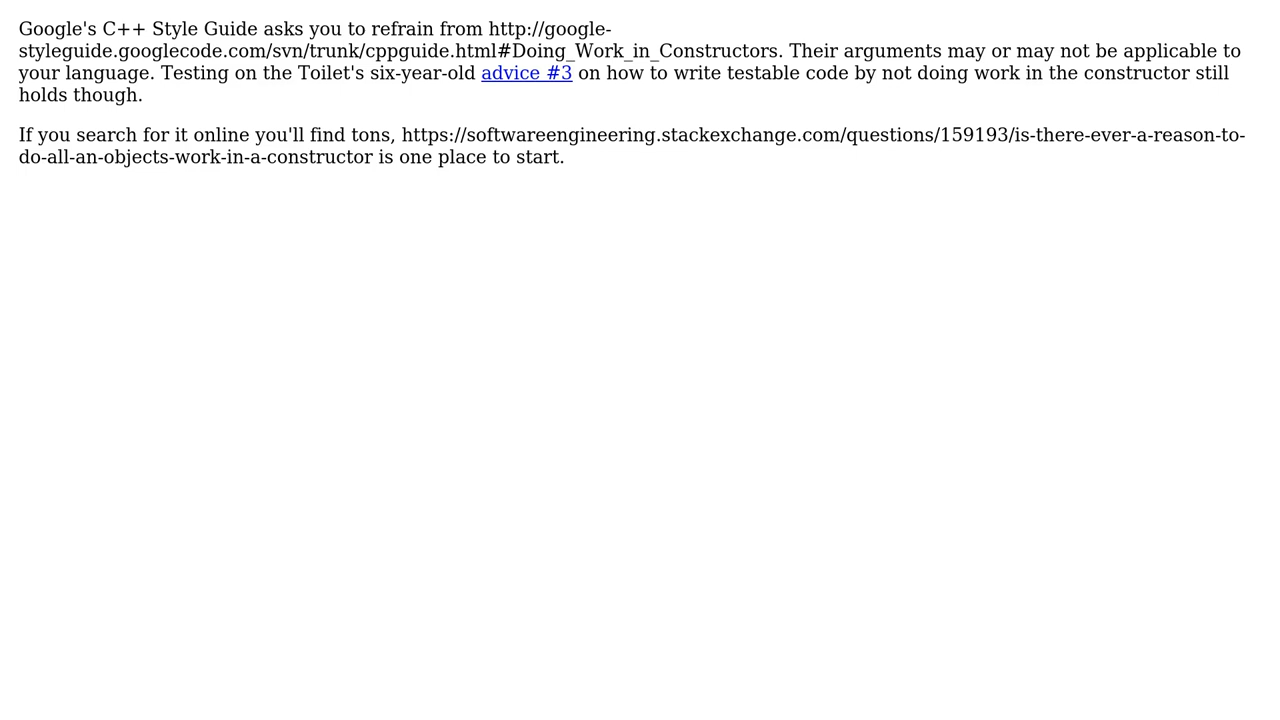 Google's C++ Style Guide asks you to refrain from http://google-
styleguide.googlecode.com/svn/trunk/cppguide.html#Doing_Work_in_Constructors. Their arguments may or may not be applicable to
your language. Testing on the Toilet's six-year-old advice #3 on how to write testable code by not doing work in the constructor still
holds though.
If you search for it online you'll find tons, https://softwareengineering.stackexchange.com/questions/159193/is-there-ever-a-reason-to-
do-all-an-objects-work-in-a-constructor is one place to start.